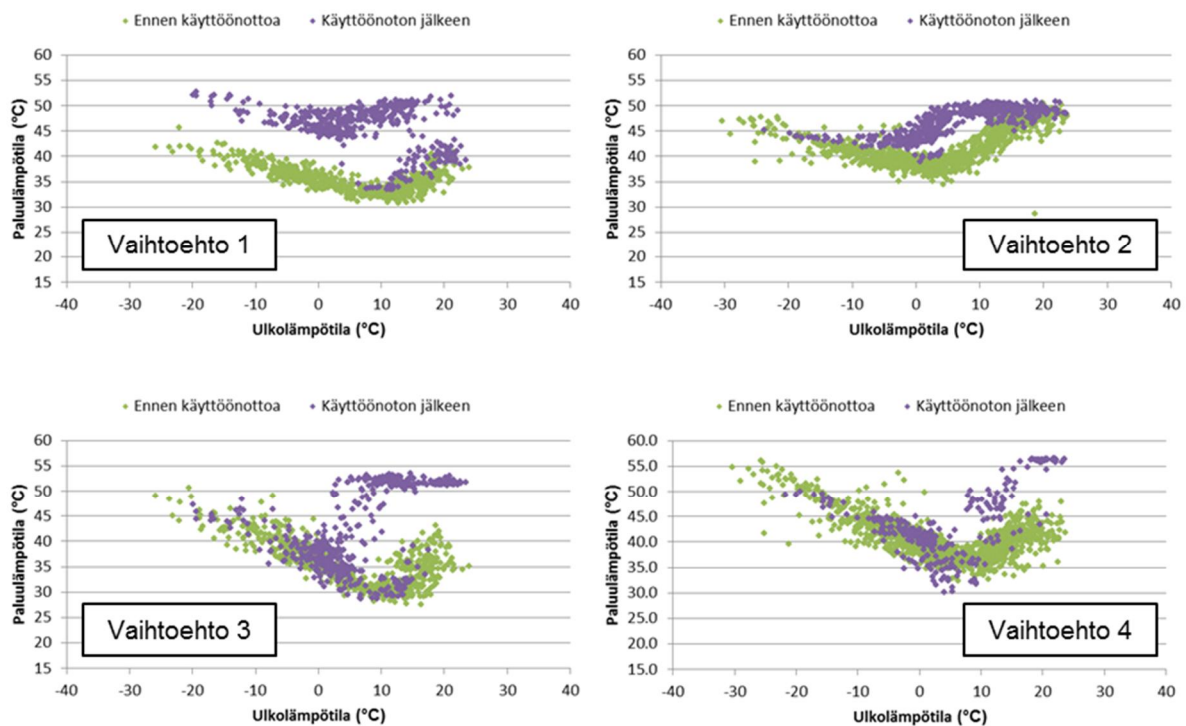 Ennen käyttöönottoa Käyttöönoton jälkeen
Paluulämpötila (°C)
60
55
50
45
40
35
30
25
20
15
Vaihtoehto 1
-40 -30 -20 -10 0 10 20 30 40
Ulkolämpötila (°C)
Ennen käyttöönottoa Käyttöönoton jälkeen
Paluulämpötila (°C)
60
55
50
45
40
35
30
25
20
15
Vaihtoehto 2
-40 -30 -20 -10 0 10 20 30 40
Ulkolämpötila (°C)
Ennen käyttöönottoa Käyttöönoton jälkeen
Paluulämpötila (°C)
60
55
50
45
40
35
30
25
20
15
Vaihtoehto 3
-40 -30 -20 -10 0 10 20 30 40
Ulkolämpötila (°C)
Ennen käyttöönottoa Käyttöönoton jälkeen
Paluulämpötila (°C)
60.0
55.0
50.0
45.0
40.0
35.0
30.0
25.0
20.0
15.0
Vaihtoehto 4
-40 -30 -20 -10 0 10 20 30 40
Ulkolämpötila (°C)